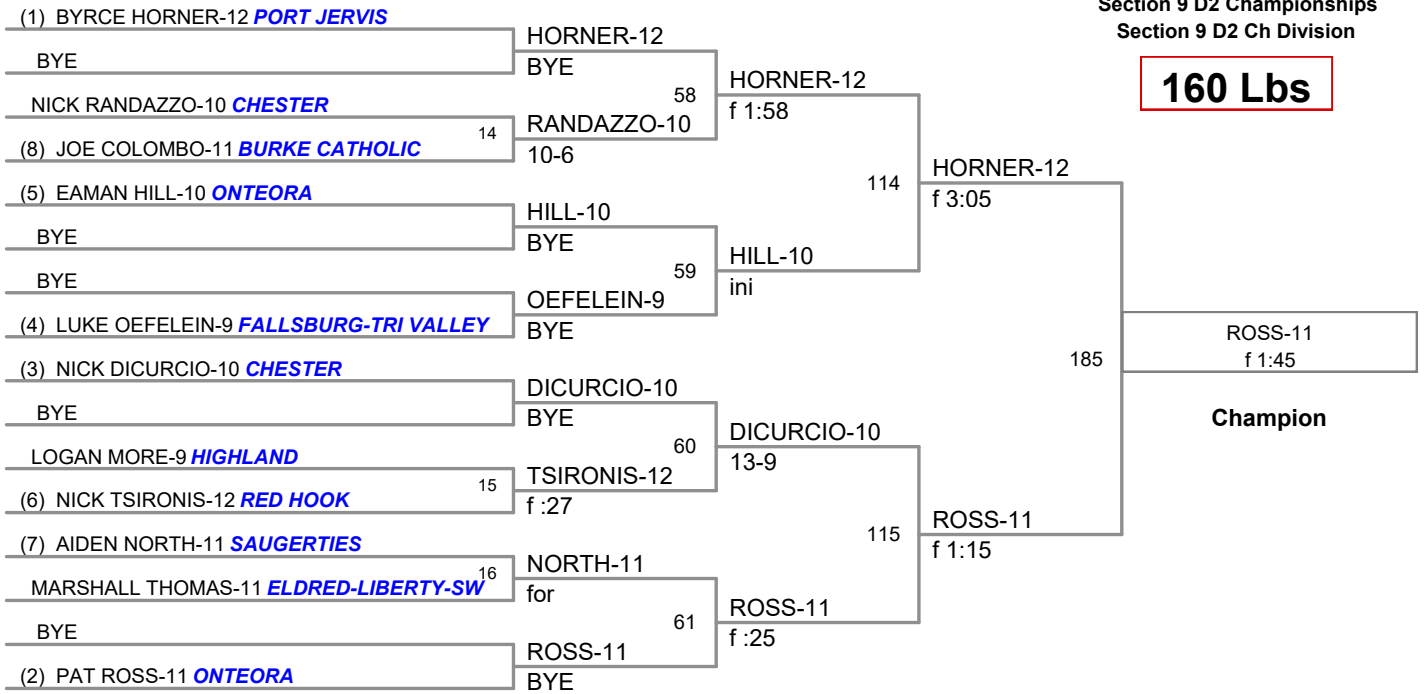 Section 9 D2 Championships
Section 9 D2 Ch Division
160 Lbs
(1) BYRCE HORNER-12 PORT JERVIS
BYE
NICK RANDAZZO-10 CHESTER
(8) JOE COLOMBO-11 BURKE CATHOLIC
(5) EAMAN HILL-10 ONTEORA
BYE
BYE
(4) LUKE OEFELEIN-9 FALLSBURG-TRI VALLEY
(3) NICK DICURCIO-10 CHESTER
BYE
LOGAN MORE-9 HIGHLAND
(6) NICK TSIRONIS-12 RED HOOK
(7) AIDEN NORTH-11 SAUGERTIES
MARSHALL THOMAS-11 ELDRED-LIBERTY-SW
BYE
(2) PAT ROSS-11 ONTEORA
14
15
16
HORNER-12
BYE
RANDAZZO-10
10-6
HILL-10
BYE
OEFELEIN-9
BYE
DICURCIO-10
BYE
TSIRONIS-12
f :27
NORTH-11
for
ROSS-11
BYE
58
59
60
61
HORNER-12
f 1:58
HILL-10
ini
DICURCIO-10
13-9
ROSS-11
f :25
114
115
HORNER-12
f 3:05
ROSS-11
f 1:15
185
ROSS-11
f 1:45
Champion